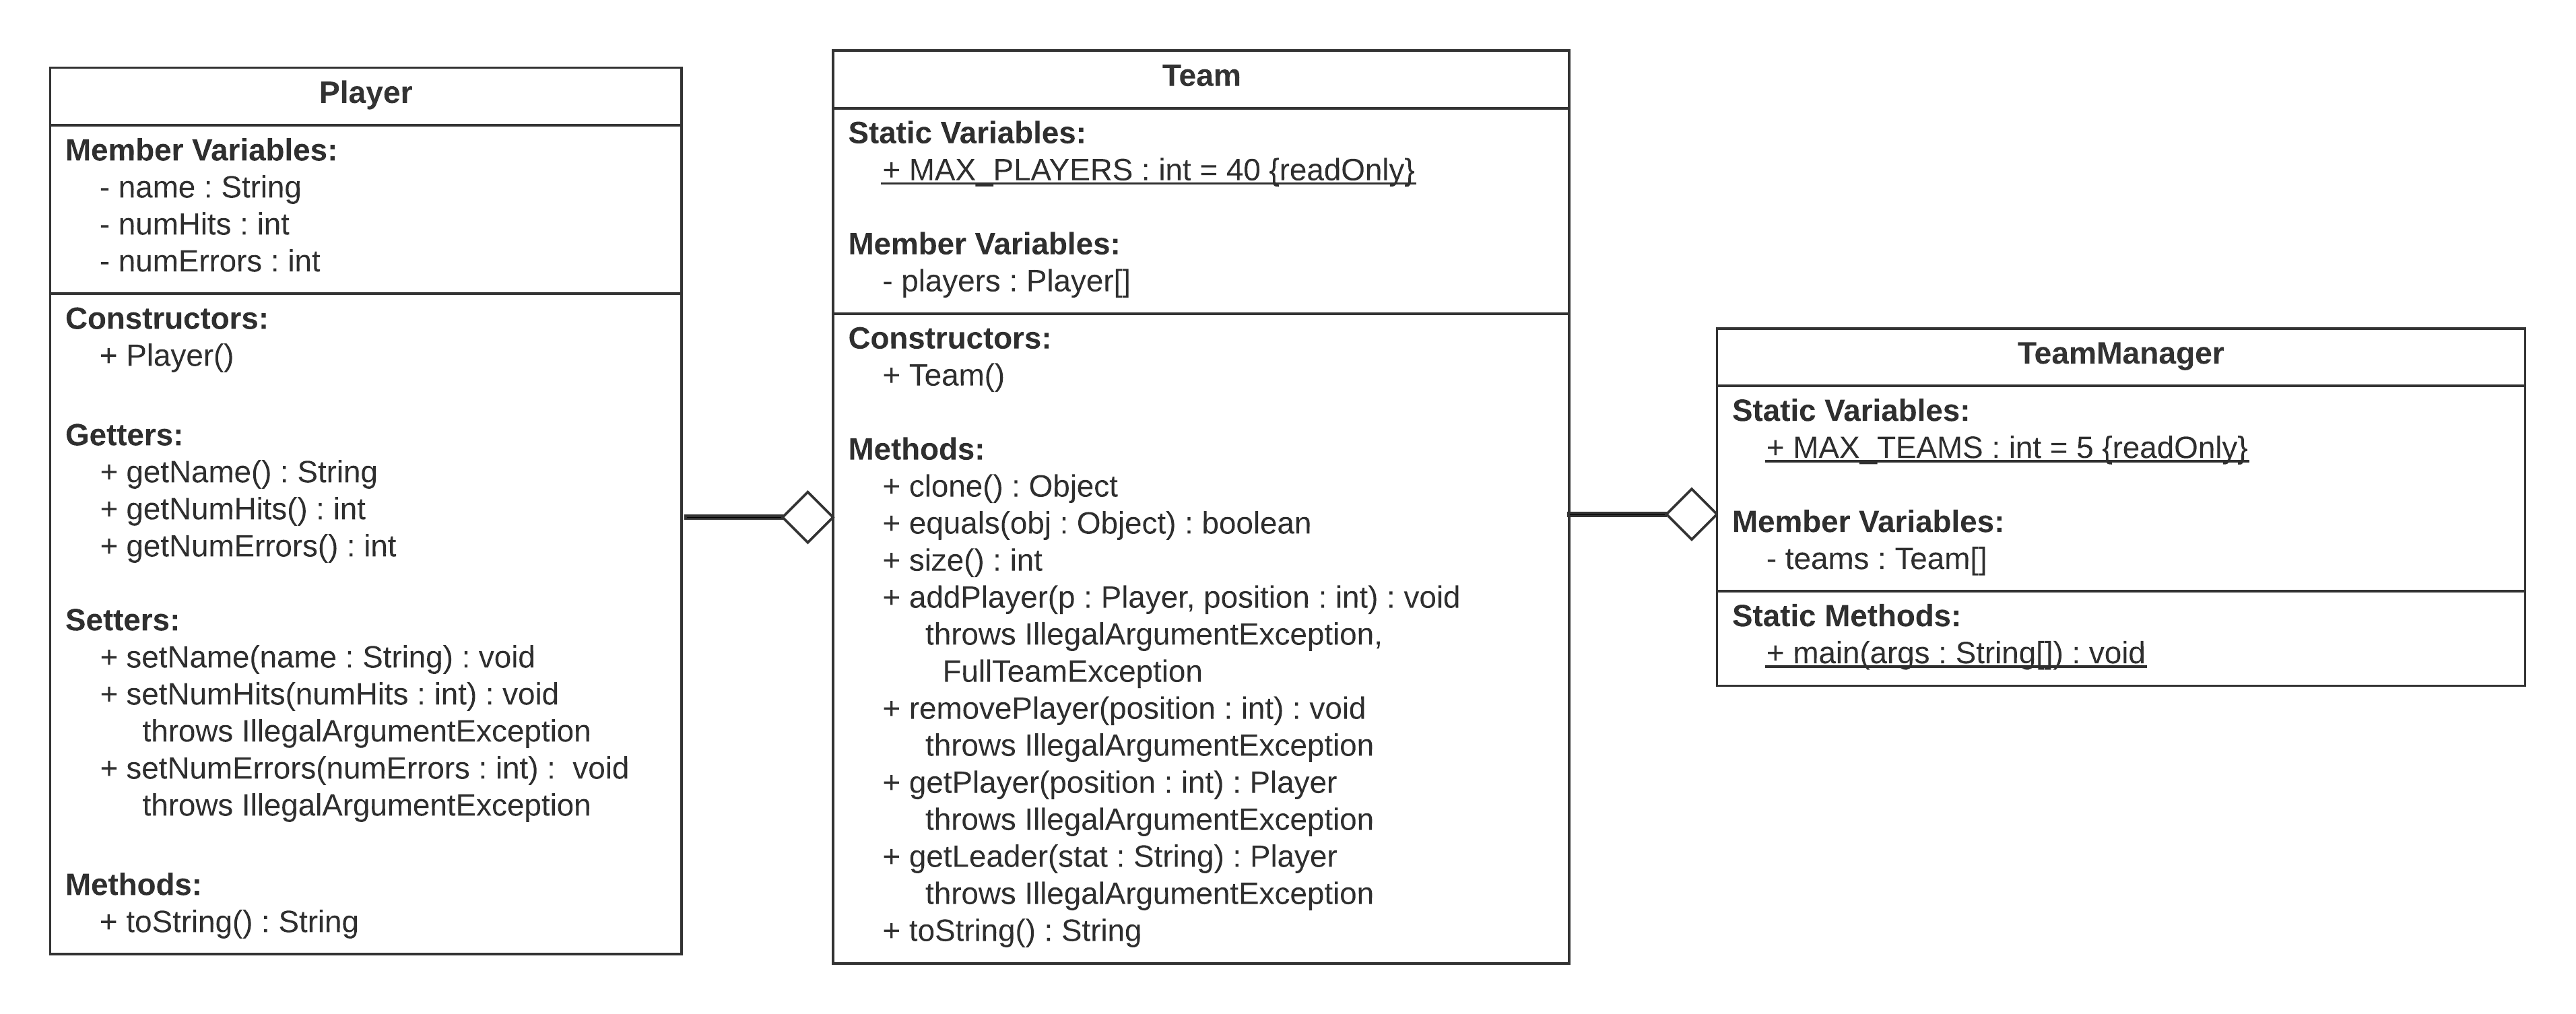 Player
Member Variables:
- name : String
- numHits : int
- numErrors : int
Constructors:
+ Player()
Getters:
+ getName() : String
+ getNumHits() : int
+ getNumErrors() : int
Setters:
+ setName(name : String) : void
+ setNumHits(numHits : int) : void
throws IllegalArgumentException
+ setNumErrors(numErrors : int) :  void
throws IllegalArgumentException
Methods:
+ toString() : String
Team
Static Variables:
+ MAX_PLAYERS : int = 40 {readOnly}
Member Variables:
- players : Player[]
Constructors:
+ Team()
Methods:
+ clone() : Object
+ equals(obj : Object) : boolean
+ size() : int
+ addPlayer(p : Player, position : int) : void
throws IllegalArgumentException,
FullTeamException
+ removePlayer(position : int) : void
throws IllegalArgumentException
+ getPlayer(position : int) : Player
throws IllegalArgumentException
+ getLeader(stat : String) : Player
throws IllegalArgumentException
+ toString() : String
TeamManager
Static Variables:
+ MAX_TEAMS : int = 5 {readOnly}
Member Variables:
- teams : Team[]
Static Methods:
+ main(args : String[]) : void